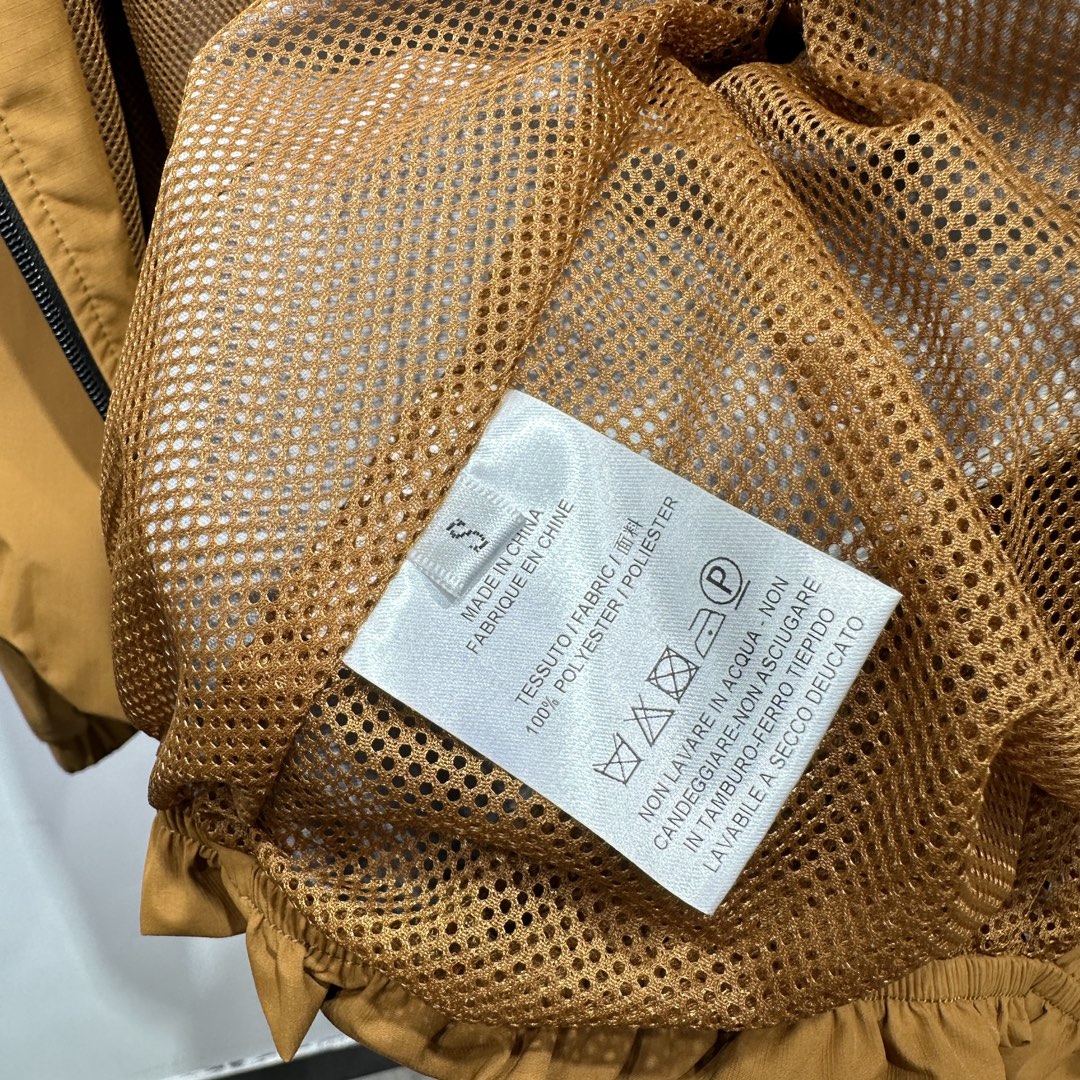 S
MADE IN CHINA
FABRIQUE EN CHINE
TESSUTO / FABRIC / 面料
100% POLYESTER / POLIESTER
P
NON LAVARE IN ACQUA - NON
CANDEGGIARE-NON ASCIUGARE
IN TAMBURO-FERRO TIEPIDO
LAVABILE A SECCO DEUCATO